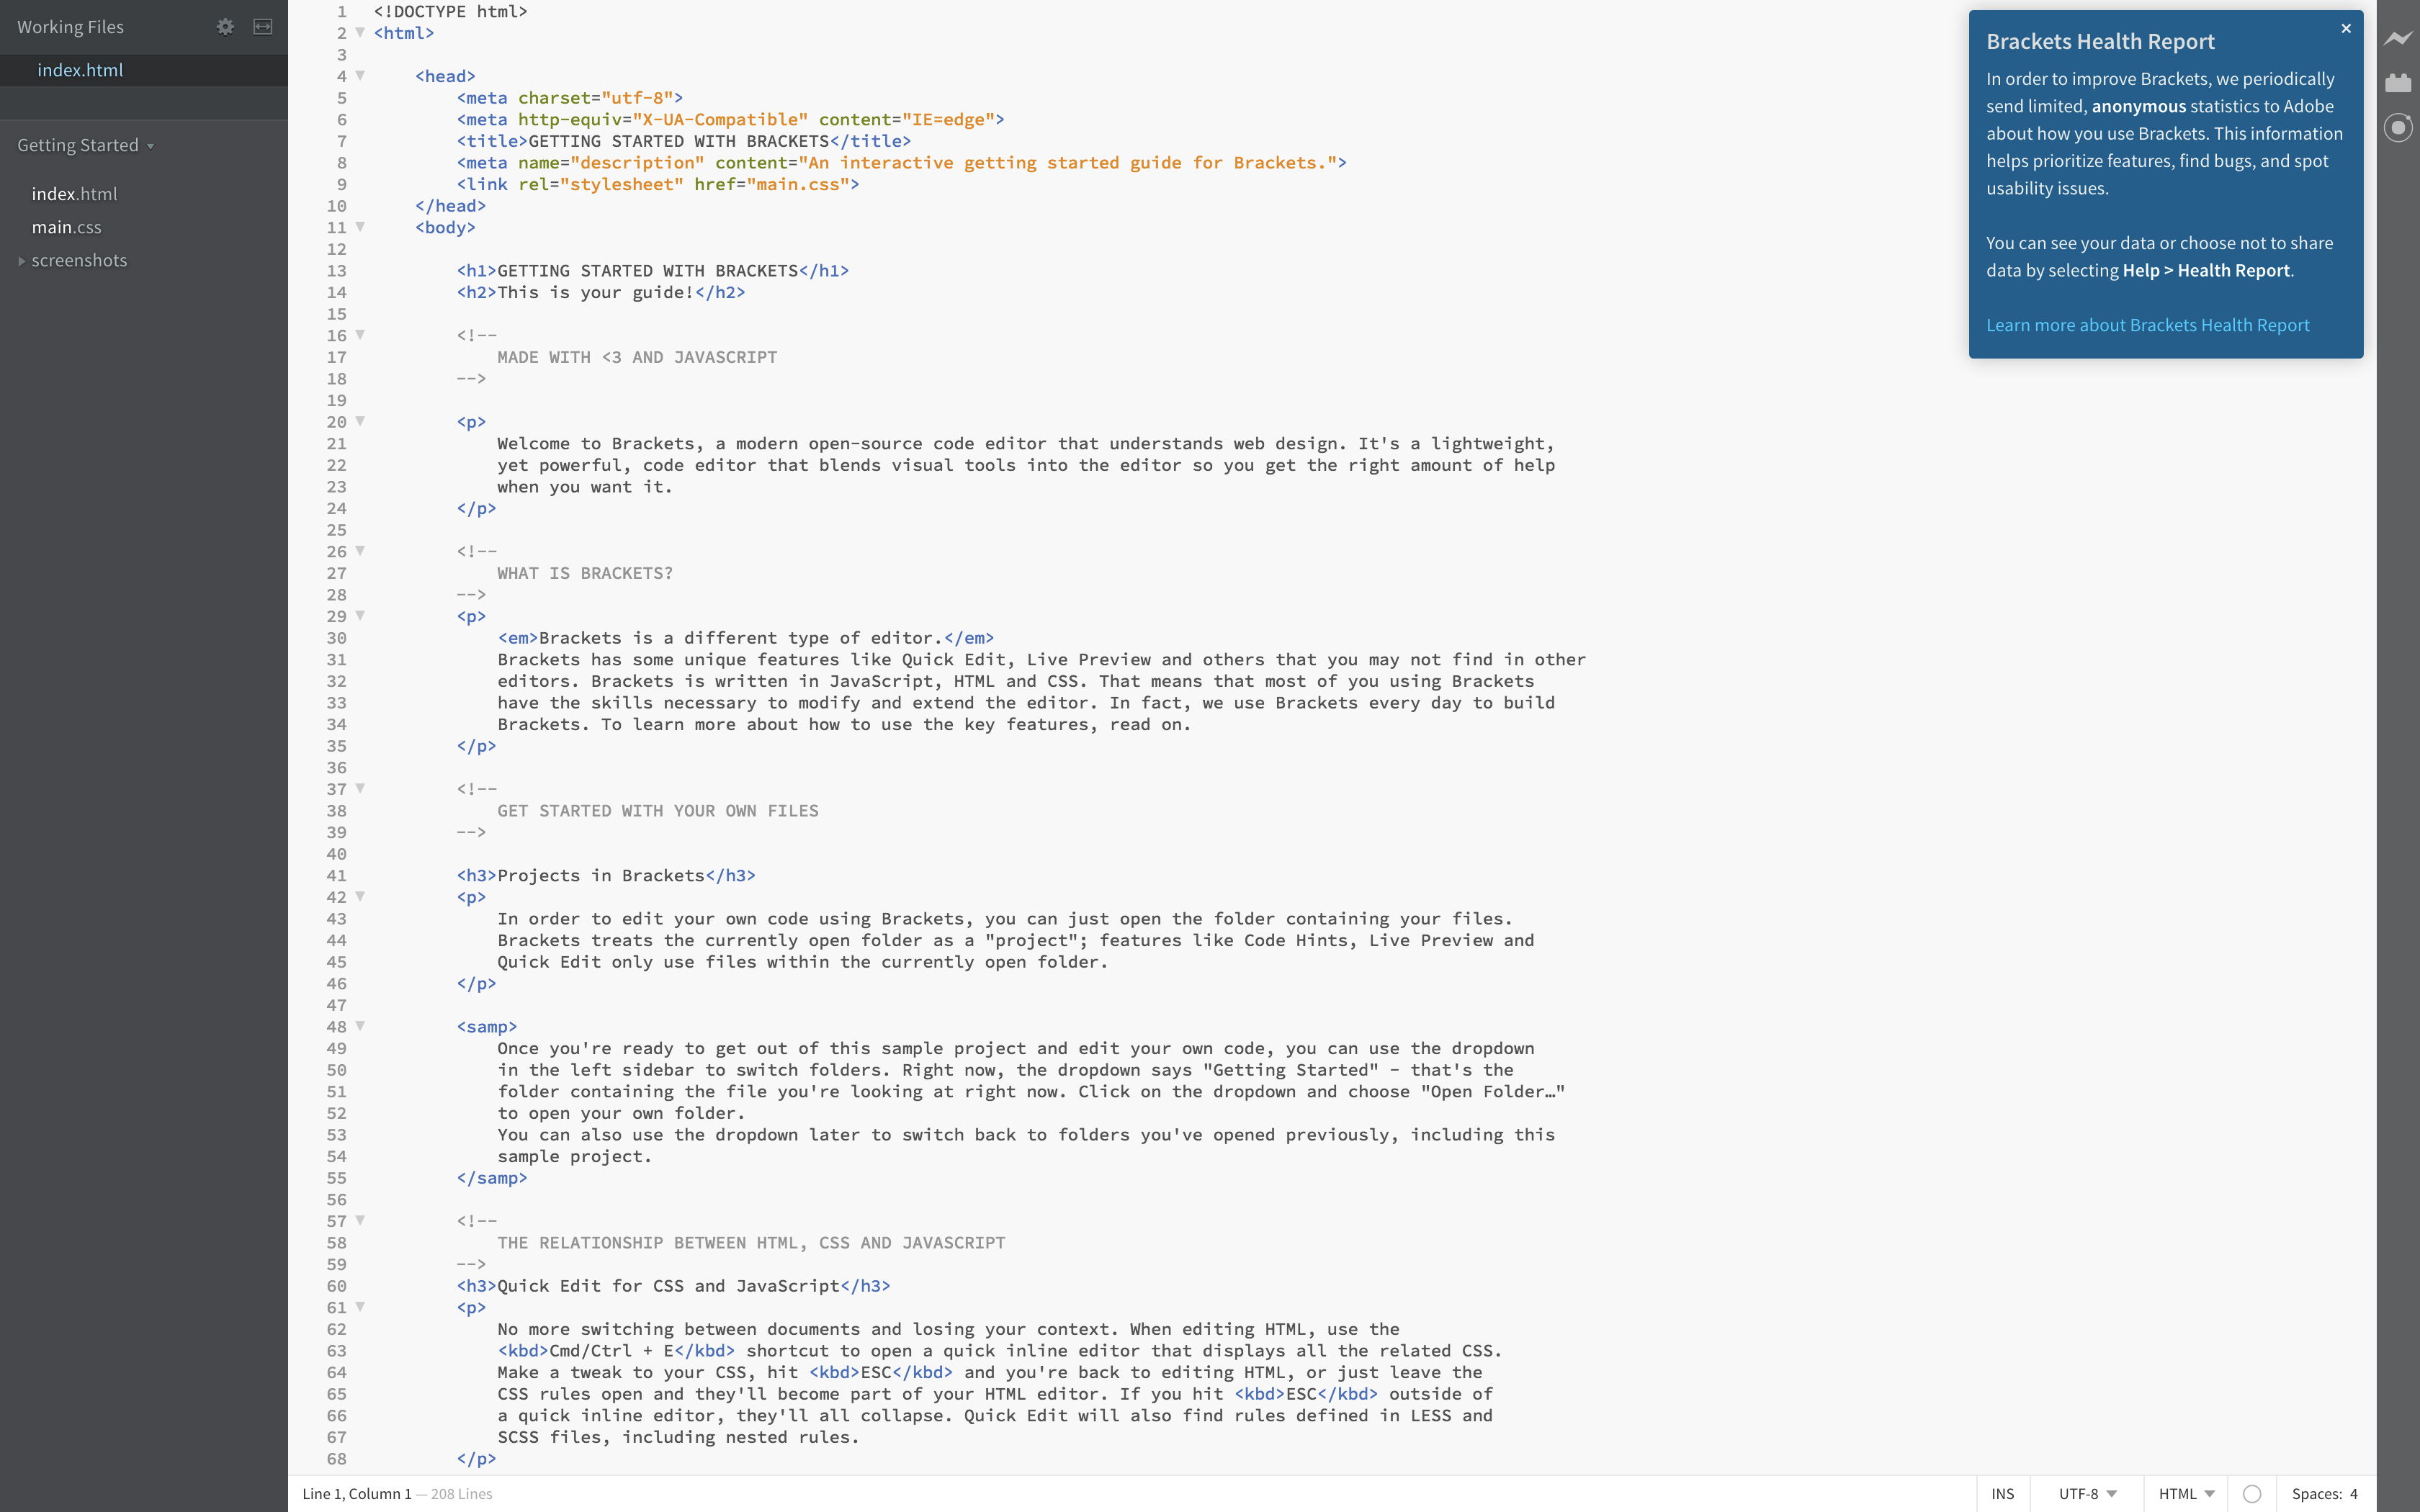 Working Files
index.html
Getting Started
index.html
main.css
screenshots
1 <!DOCTYPE html>
2 <html>
3
4 <head>
5 <meta charset="utf-8">
6 <meta http-equiv="X-UA-Compatible" content="IE=edge">
7 <title>GETTING STARTED WITH BRACKETS</title>
8 <meta name="description" content="An interactive getting started guide for Brackets.">
9 <link rel="stylesheet" href="main.css">
10 </head>
11 <body>
12
13 <h1>GETTING STARTED WITH BRACKETS</h1>
14 <h2>This is your guide!</h2>
15
16 <!--
17 MADE WITH <3 AND JAVASCRIPT
18 -->
19
20 <p>
21 Welcome to Brackets, a modern open-source code editor that understands web design. It's a lightweight,
22 yet powerful, code editor that blends visual tools into the editor so you get the right amount of help
23 when you want it.
24 </p>
25
26 <!--
27 WHAT IS BRACKETS?
28 -->
29 <p>
30 <em>Brackets is a different type of editor.</em>
31 Brackets has some unique features like Quick Edit, Live Preview and others that you may not find in other
32 editors. Brackets is written in JavaScript, HTML and CSS. That means that most of you using Brackets
33 have the skills necessary to modify and extend the editor. In fact, we use Brackets every day to build
34 Brackets. To learn more about how to use the key features, read on.
35 </p>
36
37 <!--
38 GET STARTED WITH YOUR OWN FILES
39 -->
40
41 <h3>Projects in Brackets</h3>
42 <p>
43 In order to edit your own code using Brackets, you can just open the folder containing your files.
44 Brackets treats the currently open folder as a "project"; features like Code Hints, Live Preview and
45 Quick Edit only use files within the currently open folder.
46 </p>
47
48 <samp>
49 Once you're ready to get out of this sample project and edit your own code, you can use the dropdown
50 in the left sidebar to switch folders. Right now, the dropdown says "Getting Started" - that's the
51 folder containing the file you're looking at right now. Click on the dropdown and choose "Open Folder…"
52 to open your own folder.
53 You can also use the dropdown later to switch back to folders you've opened previously, including this
54 sample project.
55 </samp>
56
57 <!--
58 THE RELATIONSHIP BETWEEN HTML, CSS AND JAVASCRIPT
59 -->
60 <h3>Quick Edit for CSS and JavaScript</h3>
61 <p>
62 No more switching between documents and losing your context. When editing HTML, use the
63 <kbd>Cmd/Ctrl + E</kbd> shortcut to open a quick inline editor that displays all the related CSS.
64 Make a tweak to your CSS, hit <kbd>ESC</kbd> and you're back to editing HTML, or just leave the
65 CSS rules open and they'll become part of your HTML editor. If you hit <kbd>ESC</kbd> outside of
66 a quick inline editor, they'll all collapse. Quick Edit will also find rules defined in LESS and
67 SCSS files, including nested rules.
68 </p>
Brackets Health Report
×
In order to improve Brackets, we periodically
send limited, anonymous statistics to Adobe
about how you use Brackets. This information
helps prioritize features, find bugs, and spot
usability issues.
You can see your data or choose not to share
data by selecting Help > Health Report.
Learn more about Brackets Health Report
Line 1, Column 1 — 208 Lines
INS
UTF-8
HTML
Spaces: 4